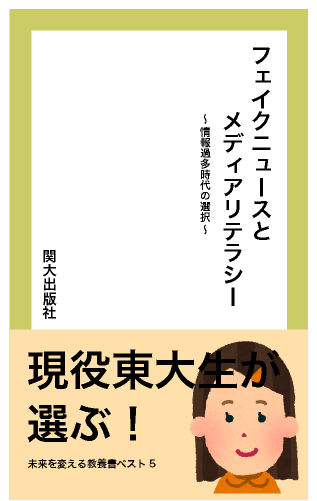 フェイクニュースと
メディアリテラシー
〜情報過多時代の選択〜
関大出版社
現役東大生が
選ぶ！
未来を変える教養書ベスト５